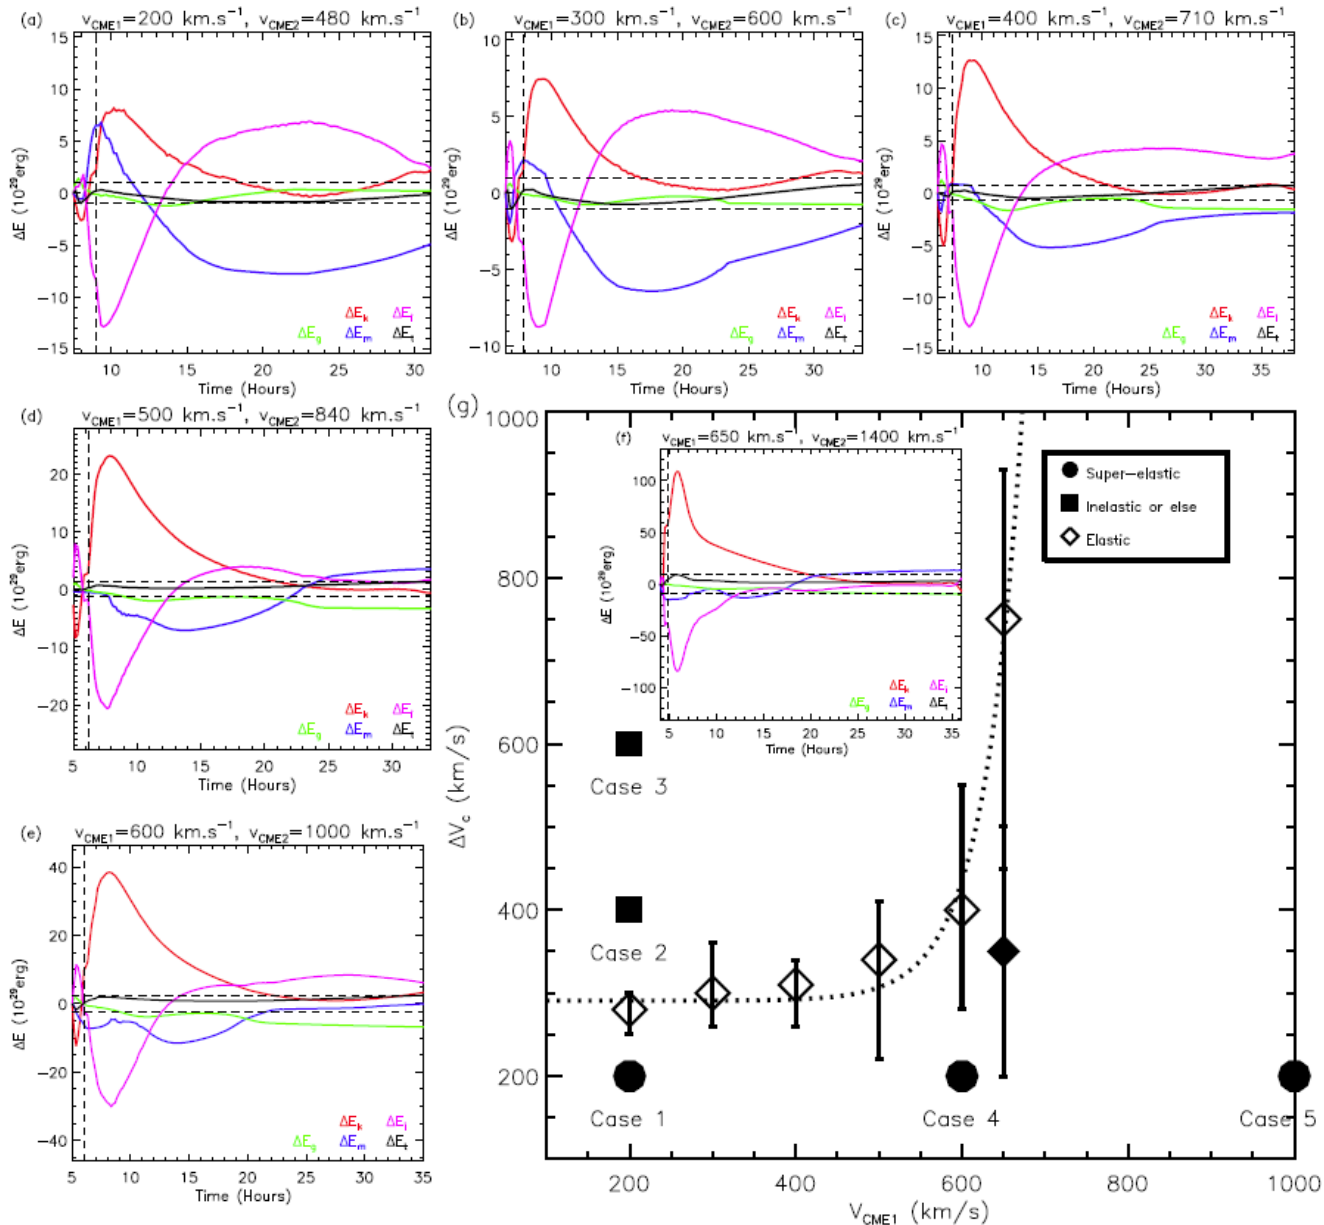 (a) v_CME1=200 km.s⁻¹, v_CME2=480 km.s⁻¹
15
10
5
0
−5
−10
−15
ΔE (10²⁹erg)
ΔE_k ΔE_i
ΔE_g ΔE_m ΔE_t
10 15 20 25 30
Time (Hours)
(b) v_CME1=300 km.s⁻¹, v_CME2=600 km.s⁻¹
10
5
0
−5
−10
ΔE (10²⁹erg)
ΔE_k ΔE_i
ΔE_g ΔE_m ΔE_t
10 15 20 25 30
Time (Hours)
(c) v_CME1=400 km.s⁻¹, v_CME2=710 km.s⁻¹
15
10
5
0
−5
−10
−15
ΔE (10²⁹erg)
ΔE_k ΔE_i
ΔE_g ΔE_m ΔE_t
10 15 20 25 30 35
Time (Hours)
(d) v_CME1=500 km.s⁻¹, v_CME2=840 km.s⁻¹
20
10
0
−10
−20
ΔE (10²⁹erg)
ΔE_k ΔE_i
ΔE_g ΔE_m ΔE_t
5 10 15 20 25 30
Time (Hours)
(e) v_CME1=600 km.s⁻¹, v_CME2=1000 km.s⁻¹
40
20
0
−20
−40
ΔE (10²⁹erg)
ΔE_k ΔE_i
ΔE_g ΔE_m ΔE_t
5 10 15 20 25 30 35
Time (Hours)
(g)
1000
800
600
400
200
ΔV_c (km/s)
(f) v_CME1=650 km.s⁻¹, v_CME2=1400 km.s⁻¹
100
50
0
−50
−100
ΔE (10²⁹erg)
ΔE_k ΔE_i
ΔE_g ΔE_m ΔE_t
5 10 15 20 25 30 35
Time (Hours)
Super−elastic
Inelastic or else
Elastic
Case 3
Case 2
Case 1 Case 4 Case 5
200 400 600 800 1000
V_CME1 (km/s)